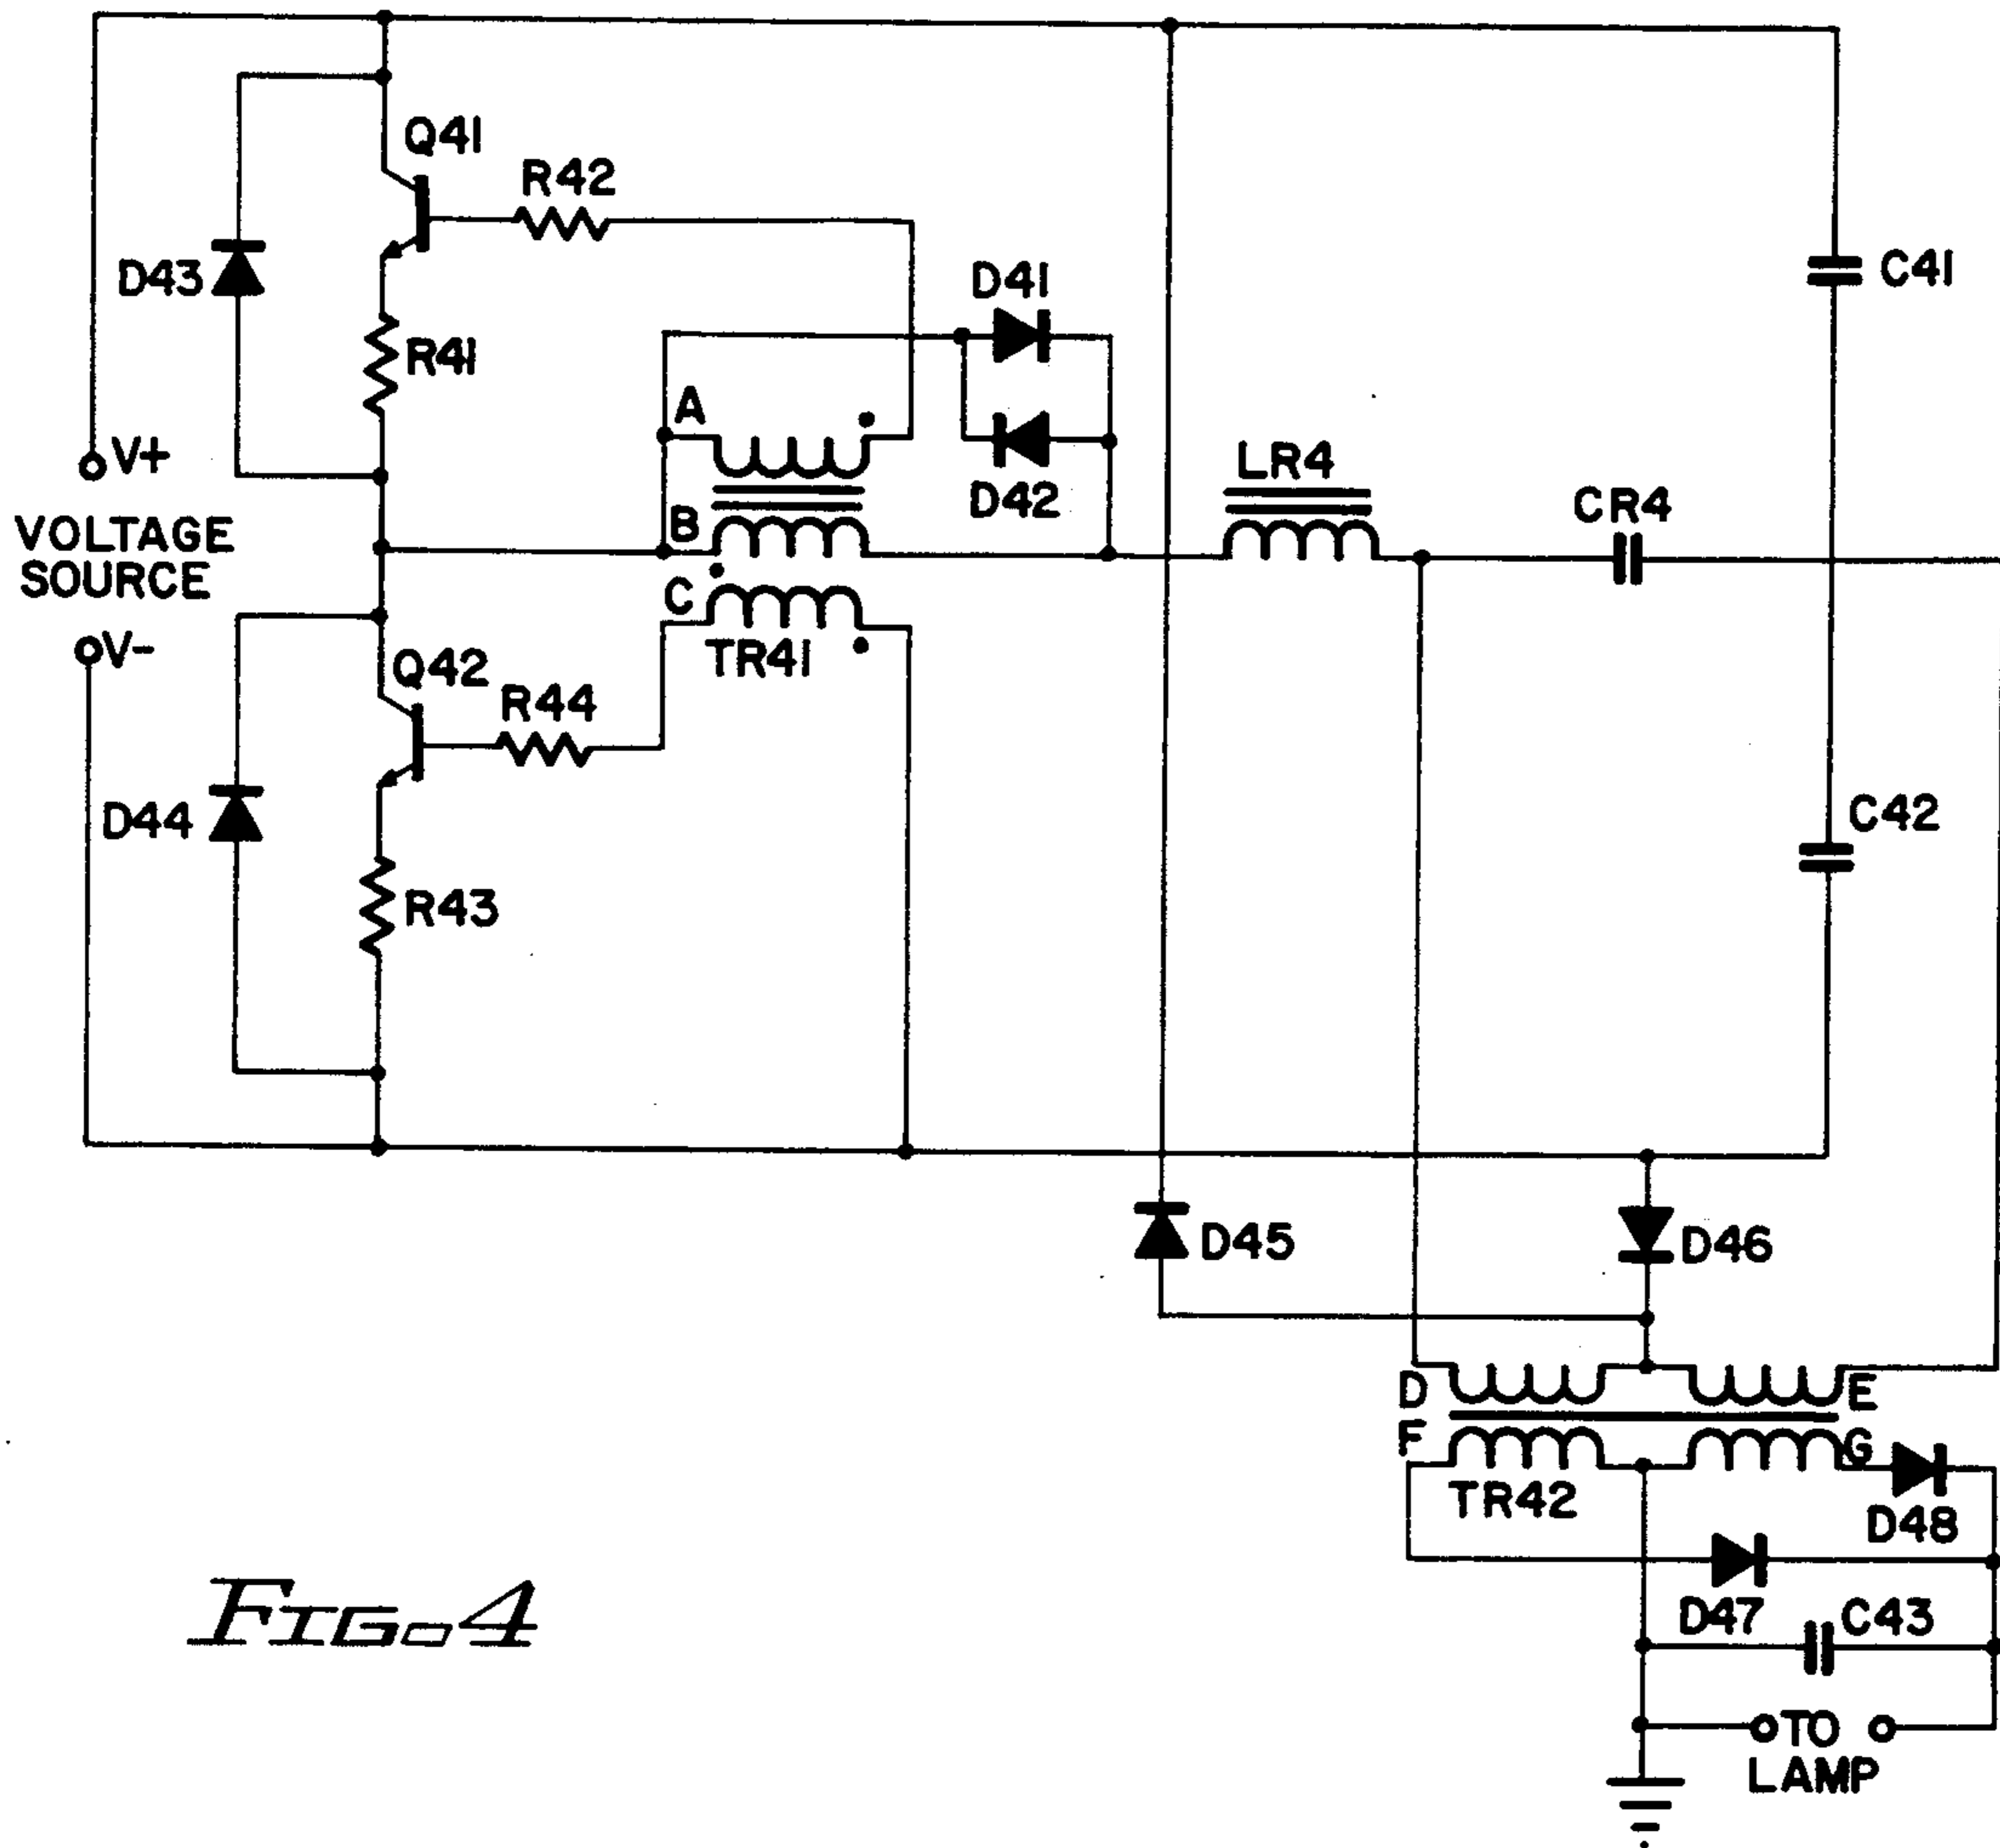 Q41
R42
D43
D41
C41
R41
A
V+
LR4
B
D42
CR4
VOLTAGE
SOURCE
C
V-
TR41
Q42
R44
D44
C42
R43
D45
D46
D
E
F
G
TR42
D48
D47
C43
FIG. 4
TO
LAMP